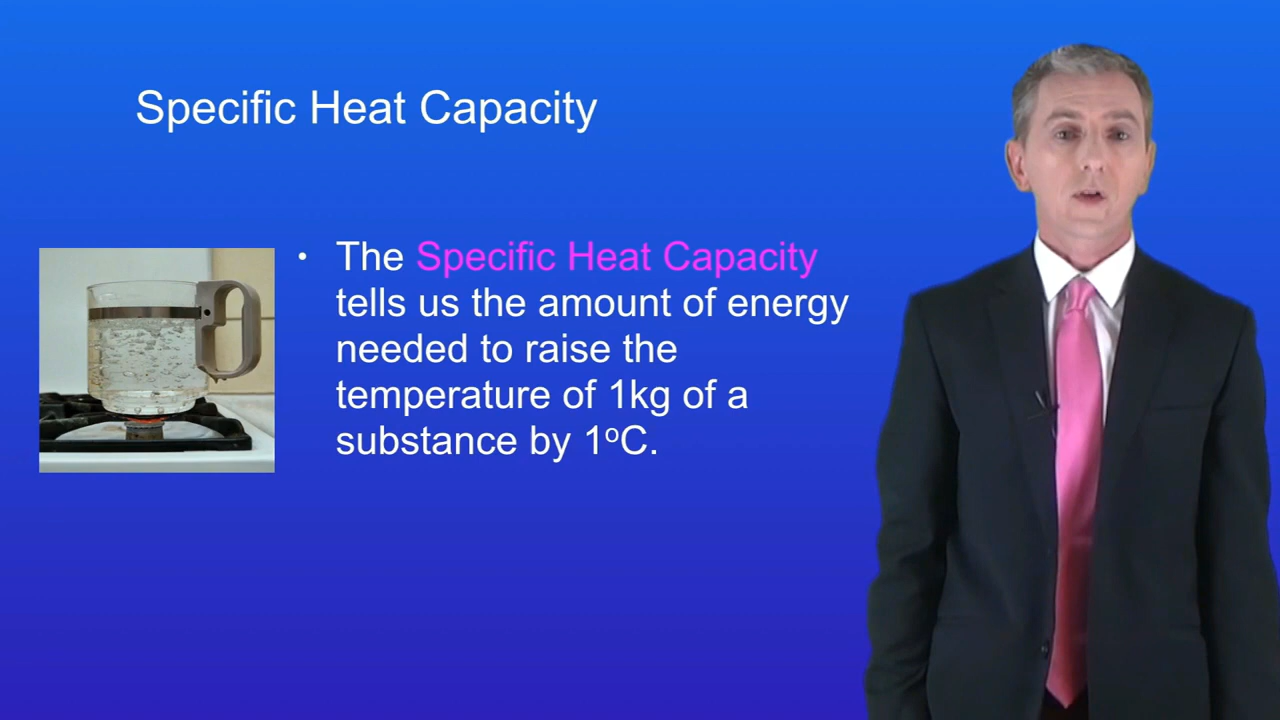 Specific Heat Capacity
• The Specific Heat Capacity
tells us the amount of energy
needed to raise the
temperature of 1kg of a
substance by 1ºC.